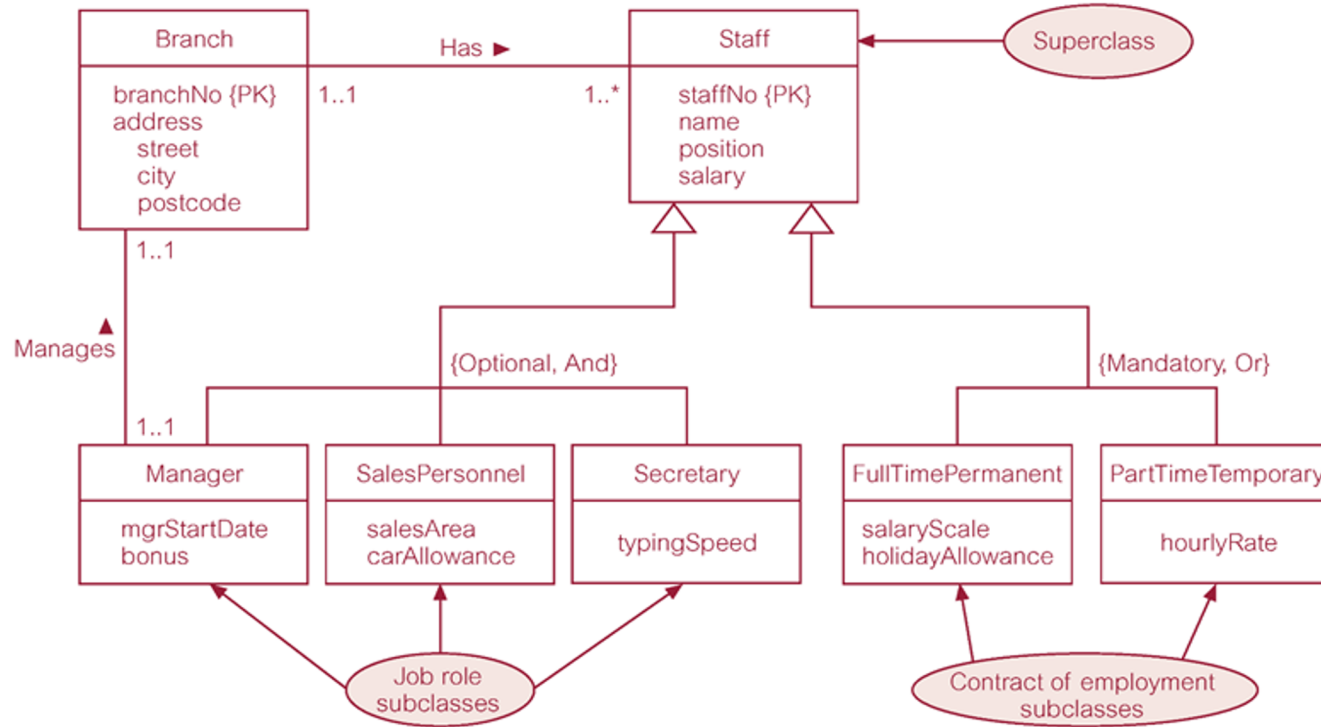 Branch
branchNo {PK}
address
street
city
postcode
Has ►
1..1
1..*
Staff
staffNo {PK}
name
position
salary
Superclass
1..1
▲
Manages
1..1
{Optional, And}
{Mandatory, Or}
Manager
mgrStartDate
bonus
SalesPersonnel
salesArea
carAllowance
Secretary
typingSpeed
FullTimePermanent
salaryScale
holidayAllowance
PartTimeTemporary
hourlyRate
Job role
subclasses
Contract of employment
subclasses